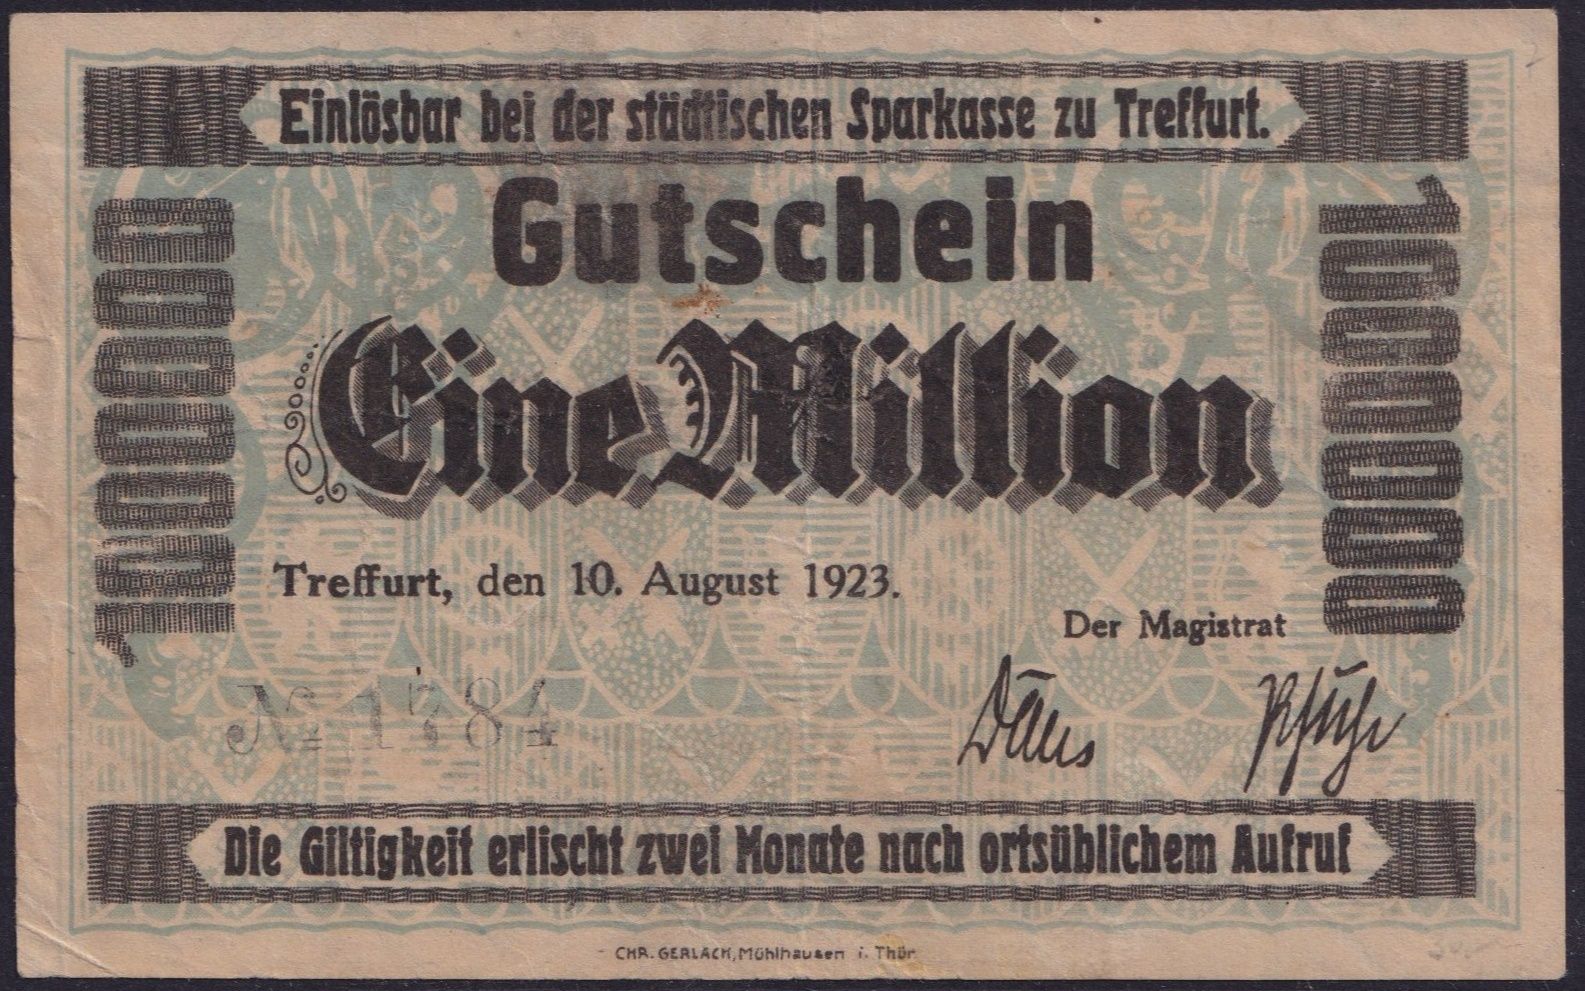 Einlösbar bei der städtischen Sparkasse zu Treffurt.
Gutschein
1000000
1000000
Eine Million
Treffurt, den 10. August 1923.
Der Magistrat
№ 1784
Die Giltigkeit erlischt zwei Monate nach ortsüblichem Aufruf
CHR. GERLACH, Mühlhausen i. Thür.